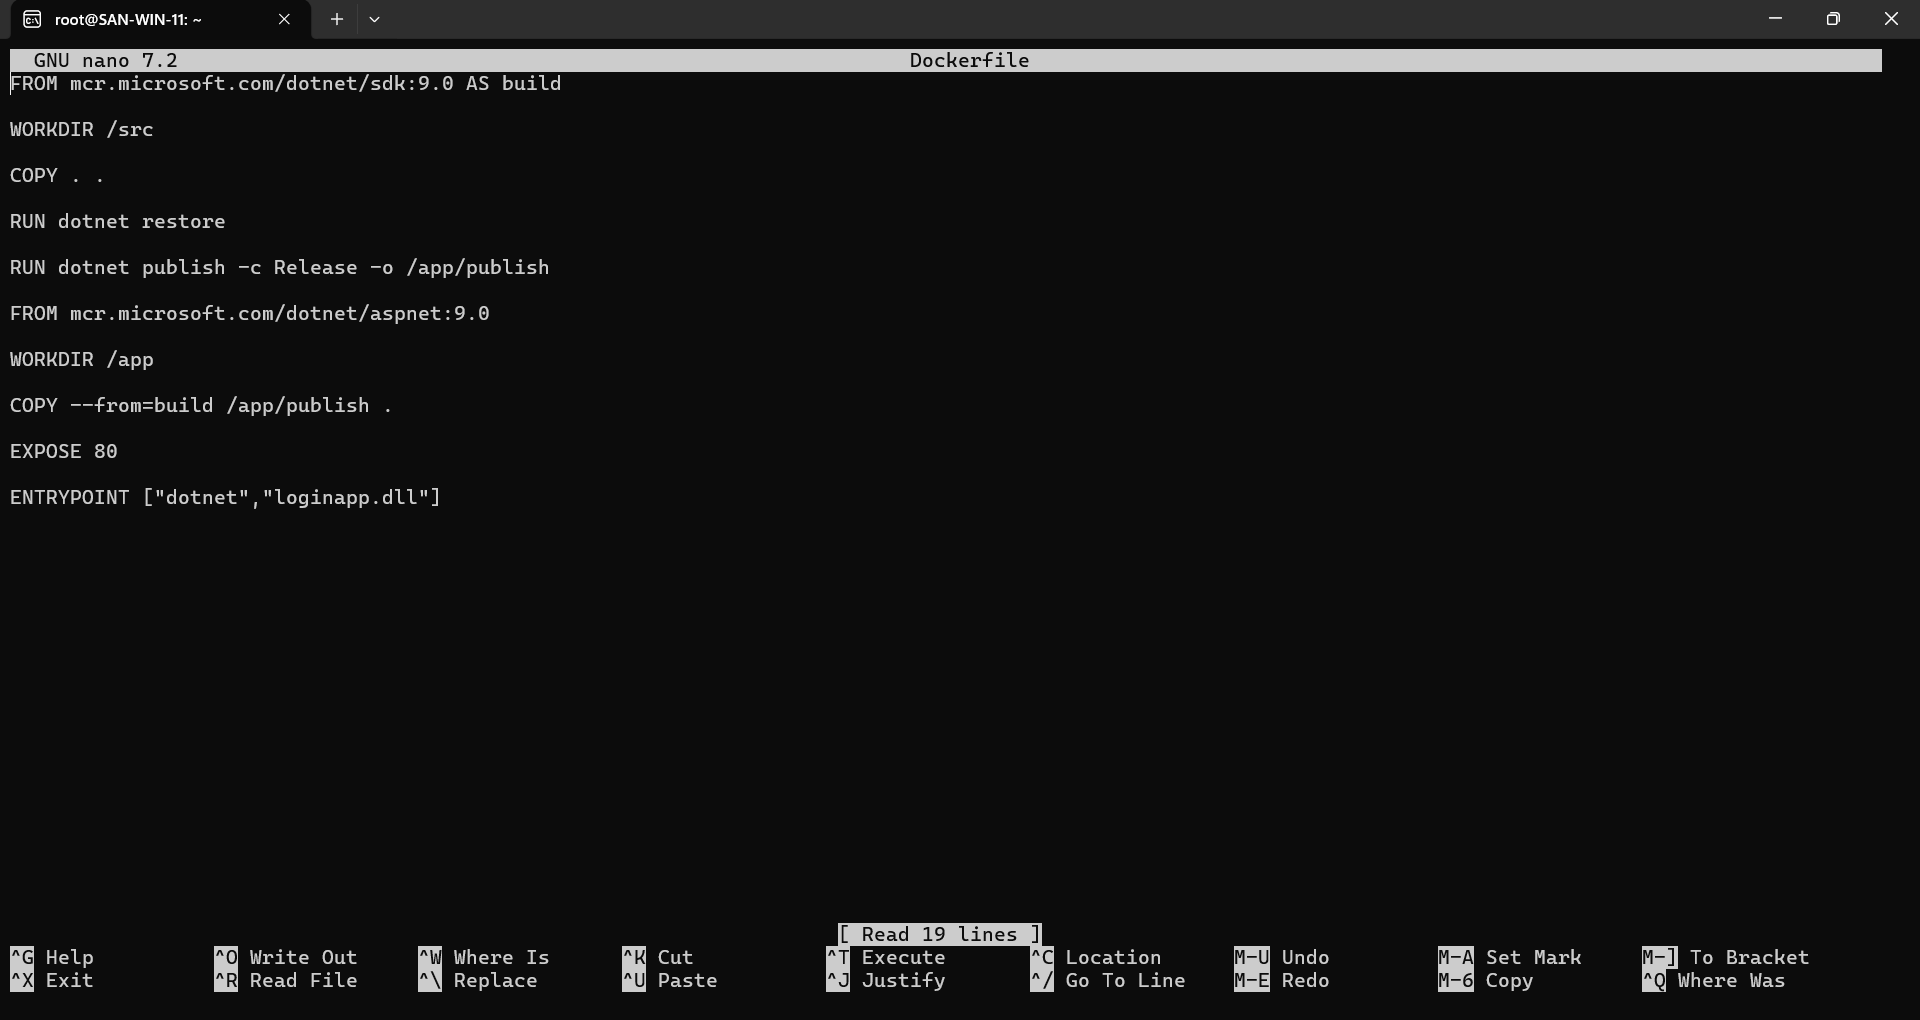 root@SAN-WIN-11: ~
GNU nano 7.2 Dockerfile
FROM mcr.microsoft.com/dotnet/sdk:9.0 AS build
WORKDIR /src
COPY . .
RUN dotnet restore
RUN dotnet publish -c Release -o /app/publish
FROM mcr.microsoft.com/dotnet/aspnet:9.0
WORKDIR /app
COPY --from=build /app/publish .
EXPOSE 80
ENTRYPOINT ["dotnet","loginapp.dll"]
[ Read 19 lines ]
^G Help ^O Write Out ^W Where Is ^K Cut ^T Execute ^C Location M-U Undo M-A Set Mark M-] To Bracket
^X Exit ^R Read File ^\ Replace ^U Paste ^J Justify ^/ Go To Line M-E Redo M-6 Copy ^Q Where Was